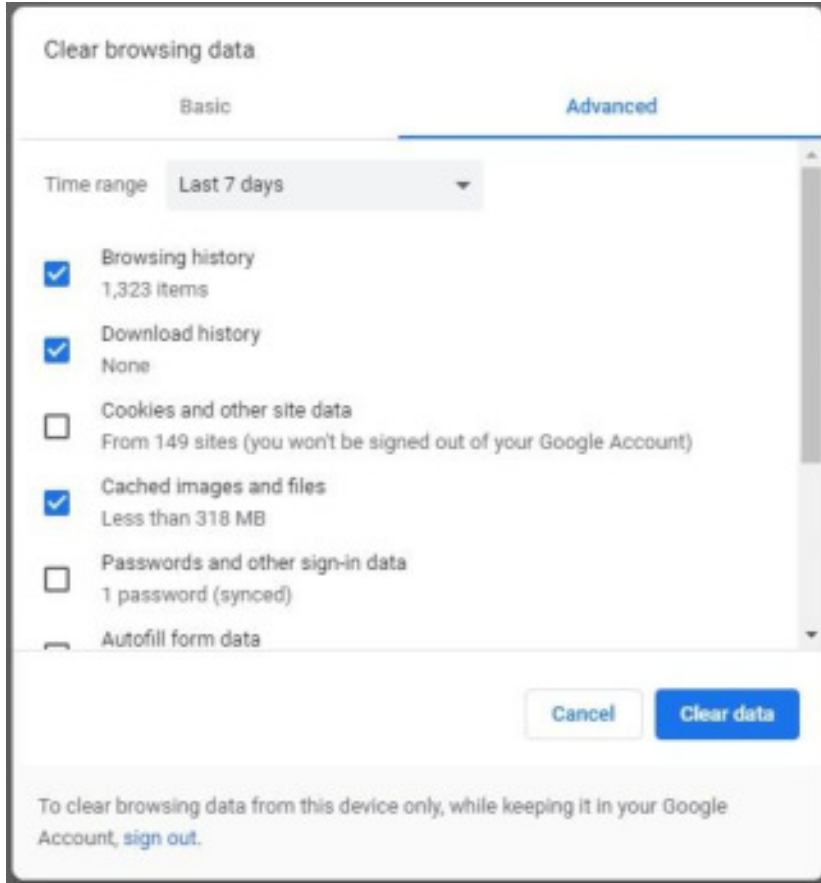 Clear browsing data
Basic Advanced
Time range Last 7 days
Browsing history
1,323 items
Download history
None
Cookies and other site data
From 149 sites (you won't be signed out of your Google Account)
Cached images and files
Less than 318 MB
Passwords and other sign-in data
1 password (synced)
Autofill form data
Cancel Clear data
To clear browsing data from this device only, while keeping it in your Google
Account, sign out.